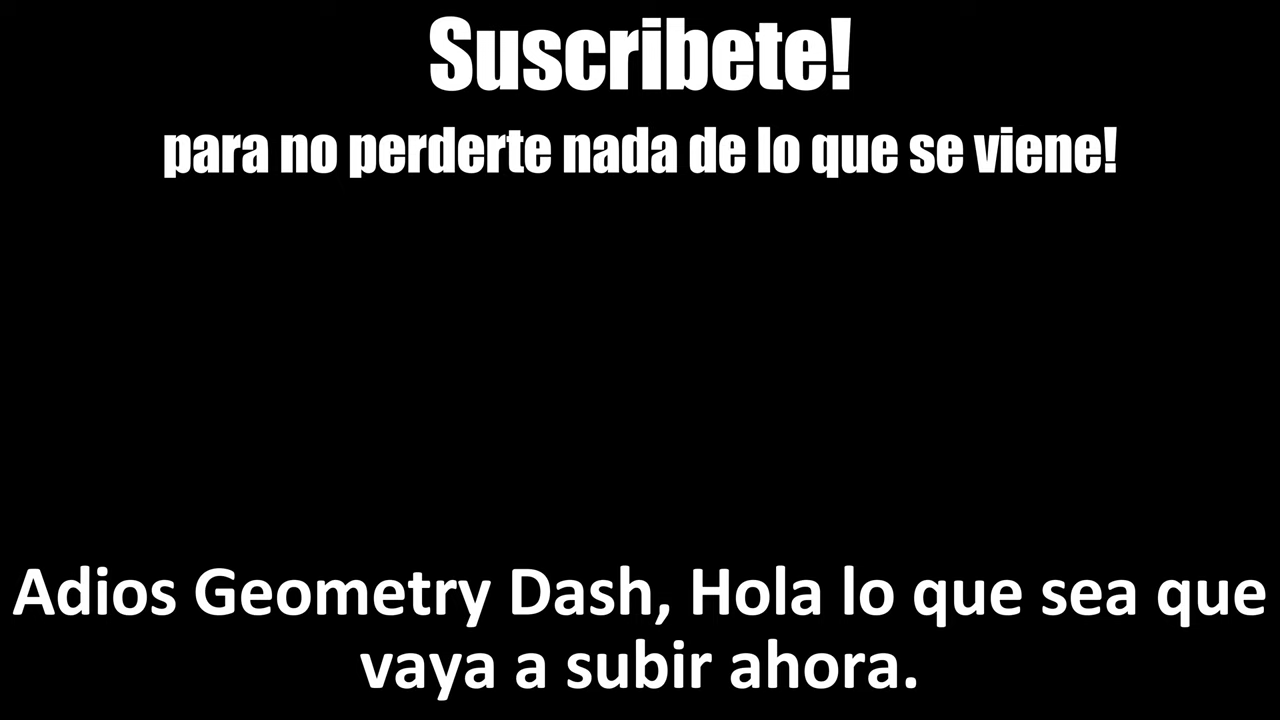 Suscribete!
para no perderte nada de lo que se viene!
Adios Geometry Dash, Hola lo que sea que
vaya a subir ahora.